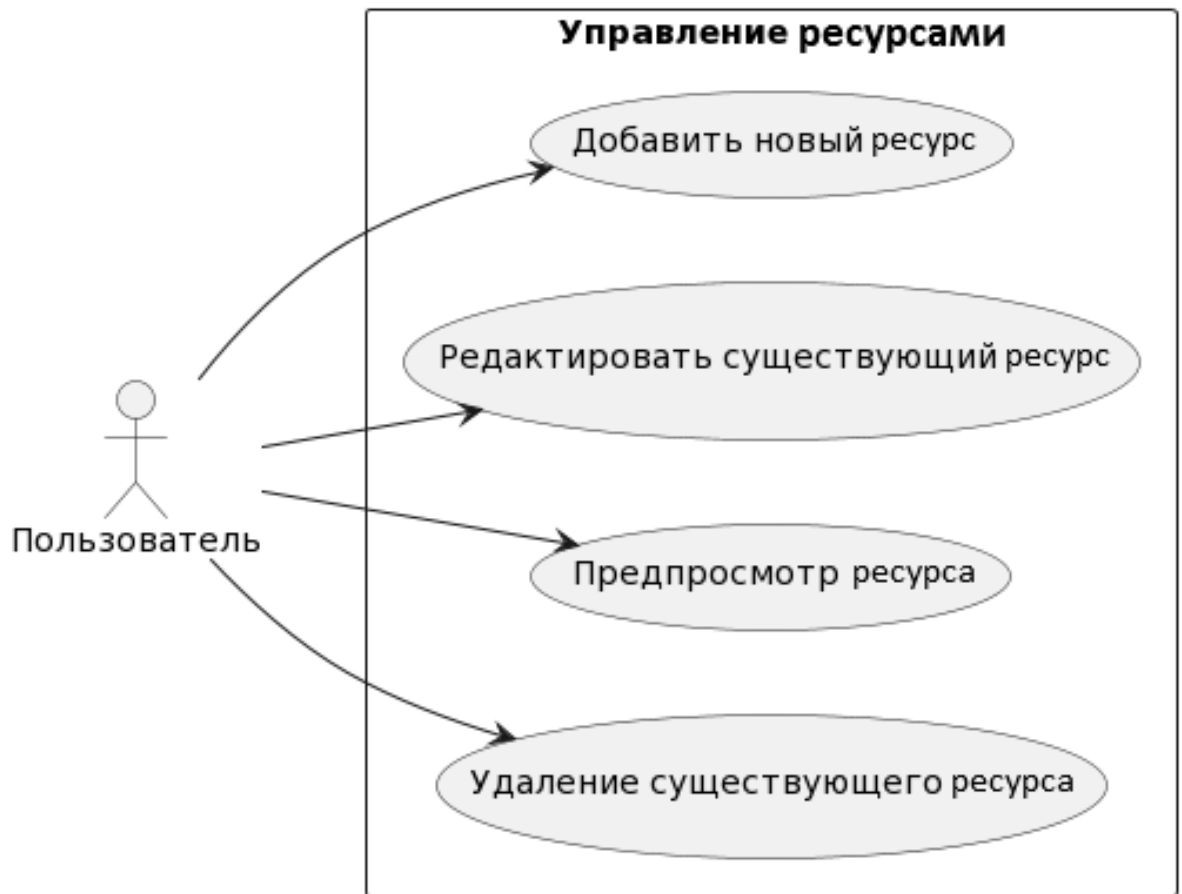 Управление ресурсами
Добавить новый ресурс
Редактировать существующий ресурс
Предпросмотр ресурса
Пользователь
Удаление существующего ресурса